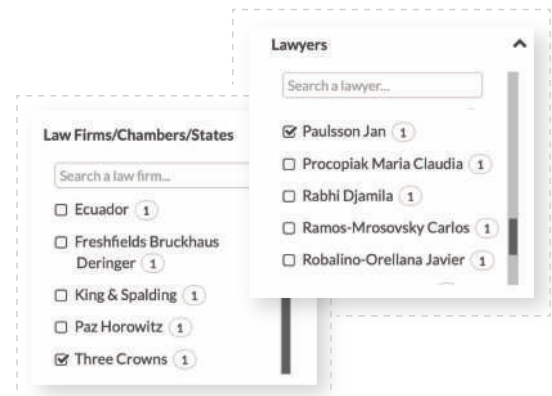 Lawyers
Search a lawyer...
Paulsson Jan 1
Procopiak Maria Claudia 1
Rabhi Djamila 1
Ramos-Mrosovsky Carlos 1
Robalino-Orellana Javier 1
Law Firms/Chambers/States
Search a law firm...
Ecuador 1
Freshfields Bruckhaus
Deringer 1
King & Spalding 1
Paz Horowitz 1
Three Crowns 1